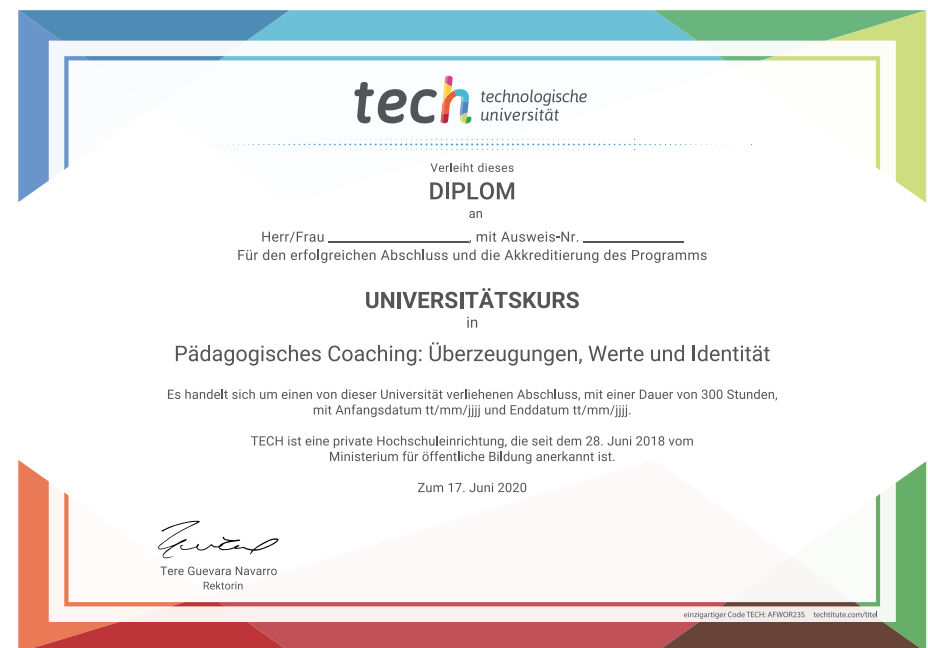 tech technologische
universität
Verleiht dieses
DIPLOM
an
Herr/Frau ________________, mit Ausweis-Nr. ____________
Für den erfolgreichen Abschluss und die Akkreditierung des Programms
UNIVERSITÄTSKURS
in
Pädagogisches Coaching: Überzeugungen, Werte und Identität
Es handelt sich um einen von dieser Universität verliehenen Abschluss, mit einer Dauer von 300 Stunden,
mit Anfangsdatum tt/mm/jjjj und Enddatum tt/mm/jjjj.
TECH ist eine private Hochschuleinrichtung, die seit dem 28. Juni 2018 vom
Ministerium für öffentliche Bildung anerkannt ist.
Zum 17. Juni 2020
Tere Guevara Navarro
Rektorin
einzigartiger Code TECH: AFWOR23S techtitute.com/titel